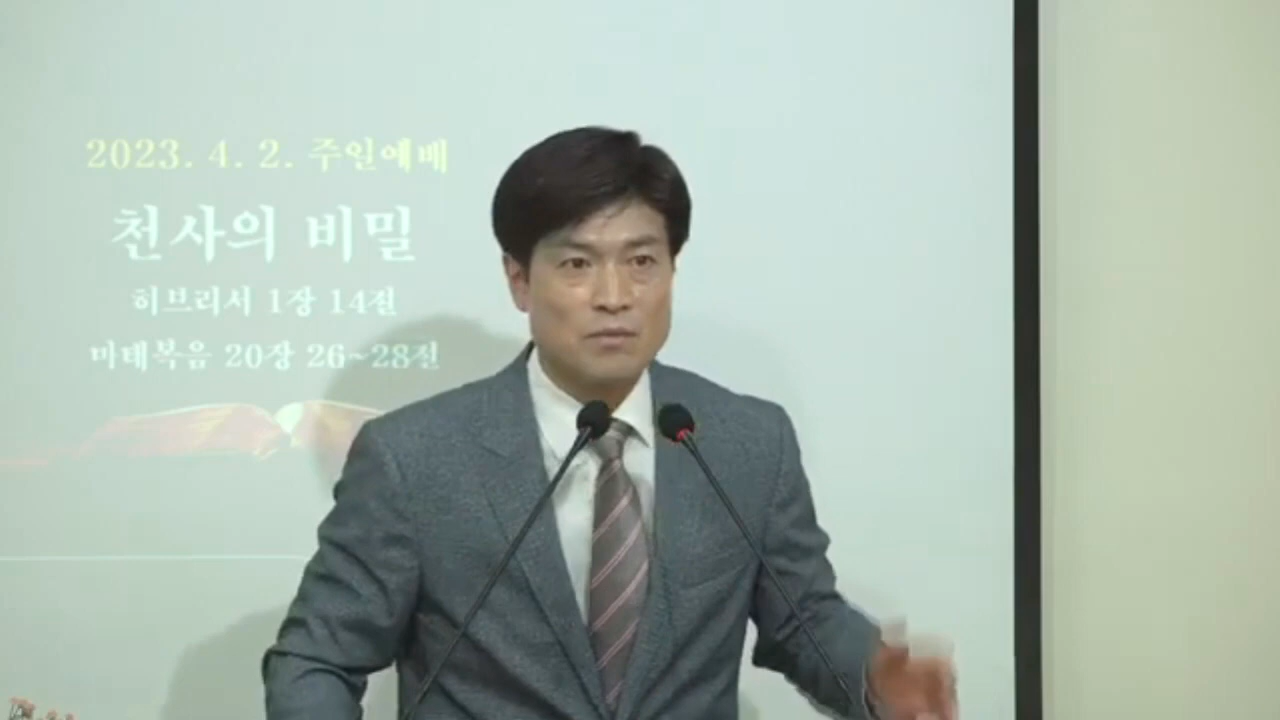 2023. 4. 2. 주일예배
천사의 비밀
히브리서 1장 14절
마태복음 20장 26~28절